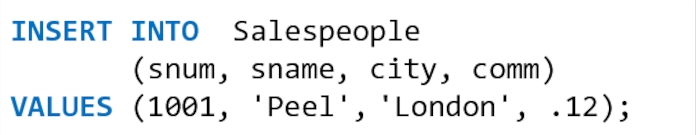 INSERT INTO Salespeople
(snum, sname, city, comm)
VALUES (1001, 'Peel', 'London', .12);